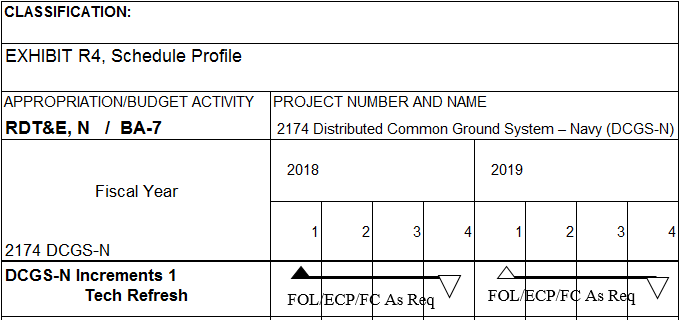 CLASSIFICATION:
EXHIBIT R4, Schedule Profile
APPROPRIATION/BUDGET ACTIVITY PROJECT NUMBER AND NAME
RDT&E, N / BA-7 2174 Distributed Common Ground System – Navy (DCGS-N)
Fiscal Year 2018 2019
1 2 3 4 1 2 3 4
2174 DCGS-N
DCGS-N Increments 1
Tech Refresh
FOL/ECP/FC As Req FOL/ECP/FC As Req